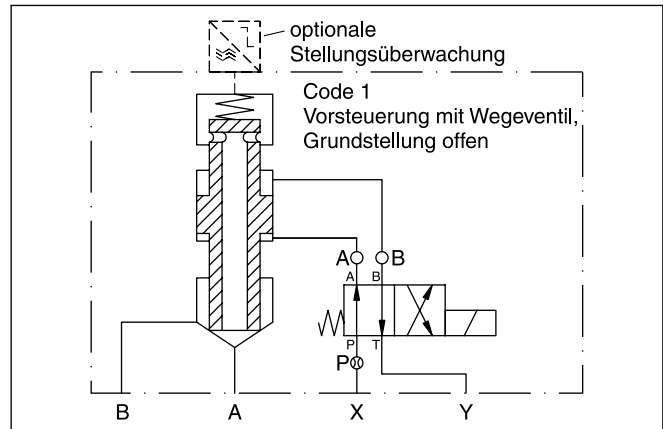 optionale
Stellungsüberwachung
Code 1
Vorsteuerung mit Wegeventil,
Grundstellung offen
A B
A B
P T
P
B A X Y